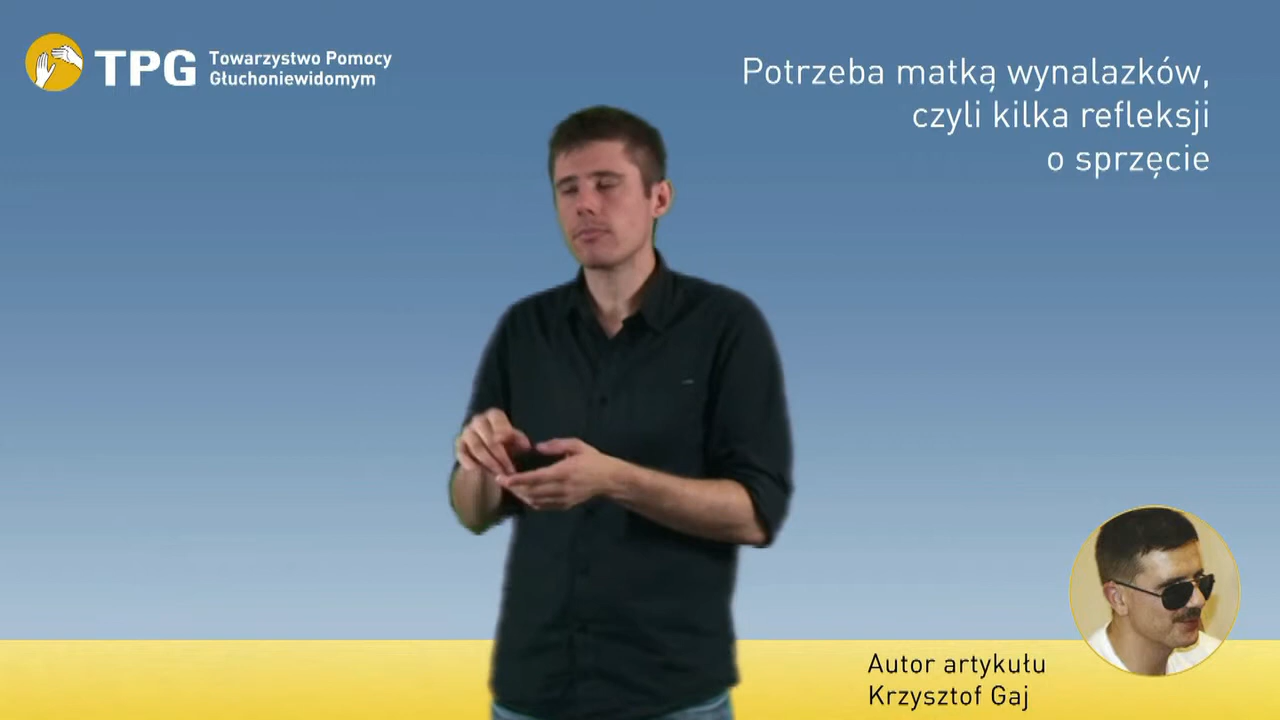 TPG
Towarzystwo Pomocy
Głuchoniewidomym
Potrzeba matką wynalazków,
czyli kilka refleksji
o sprzęcie
Autor artykułu
Krzysztof Gaj